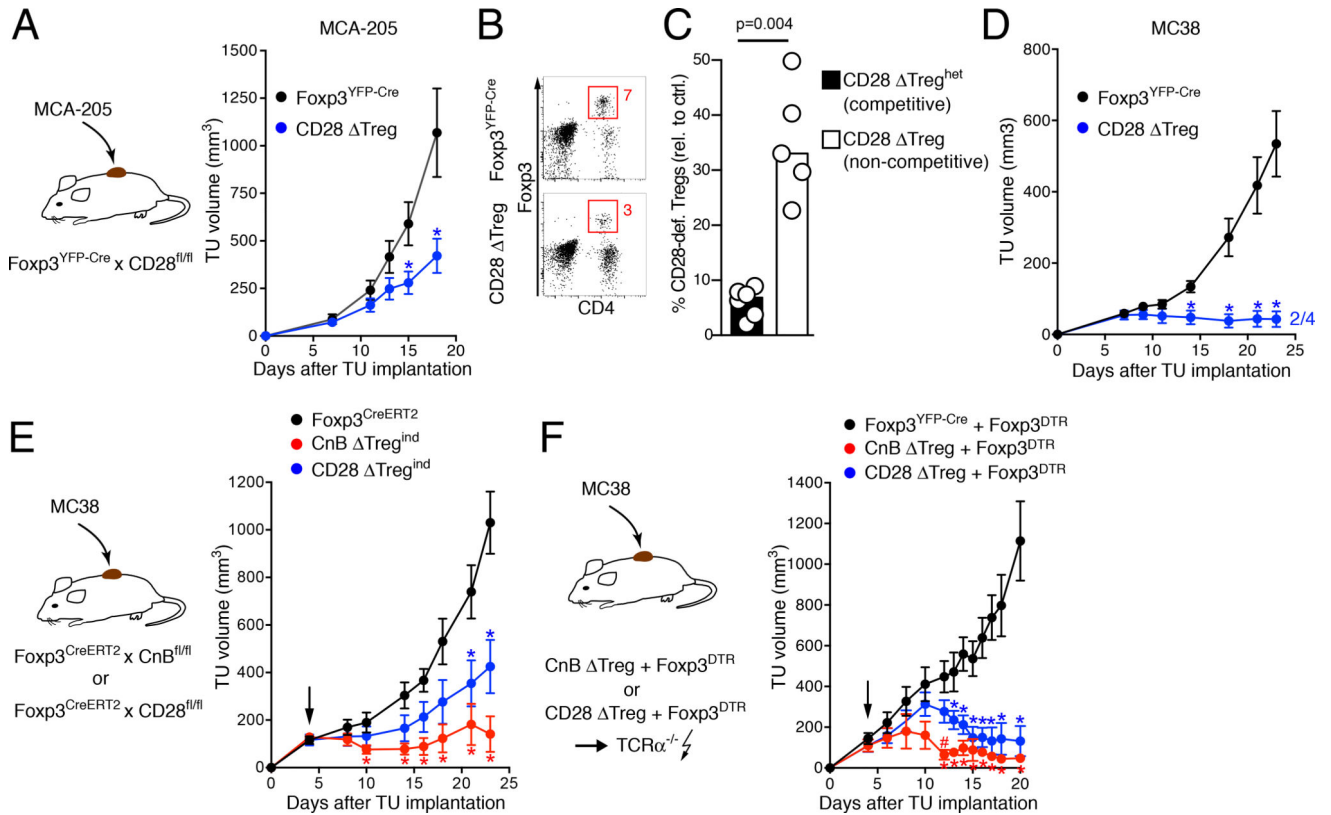 A
MCA-205
MCA-205
Foxp3YFP-Cre x CD28fl/fl
TU volume (mm3)
1500
1250
1000
750
500
250
0
Foxp3YFP-Cre
CD28 ΔTreg
*
*
0 5 10 15 20
Days after TU implantation
B
CD28 ΔTreg Foxp3YFP-Cre
Foxp3
7
3
CD4
C
p=0.004
% CD28-def. Tregs (rel. to ctrl.)
50
40
30
20
10
0
CD28 ΔTreghet
(competitive)
CD28 ΔTreg
(non-competitive)
D
MC38
TU volume (mm3)
800
600
400
200
0
Foxp3YFP-Cre
CD28 ΔTreg
* * * *
2/4
0 5 10 15 20 25
Days after TU implantation
E
MC38
Foxp3CreERT2 x CnBfl/fl
or
Foxp3CreERT2 x CD28fl/fl
Foxp3CreERT2
CnB ΔTregind
CD28 ΔTregind
TU volume (mm3)
1200
1000
800
600
400
200
0
* *
* * * * * *
0 5 10 15 20 25
Days after TU implantation
F
MC38
CnB ΔTreg + Foxp3DTR
or
CD28 ΔTreg + Foxp3DTR
TCRα-/-
Foxp3YFP-Cre + Foxp3DTR
CnB ΔTreg + Foxp3DTR
CD28 ΔTreg + Foxp3DTR
TU volume (mm3)
1400
1200
1000
800
600
400
200
0
* * * * * * *
#
* * * * * * * *
0 5 10 15 20
Days after TU implantation